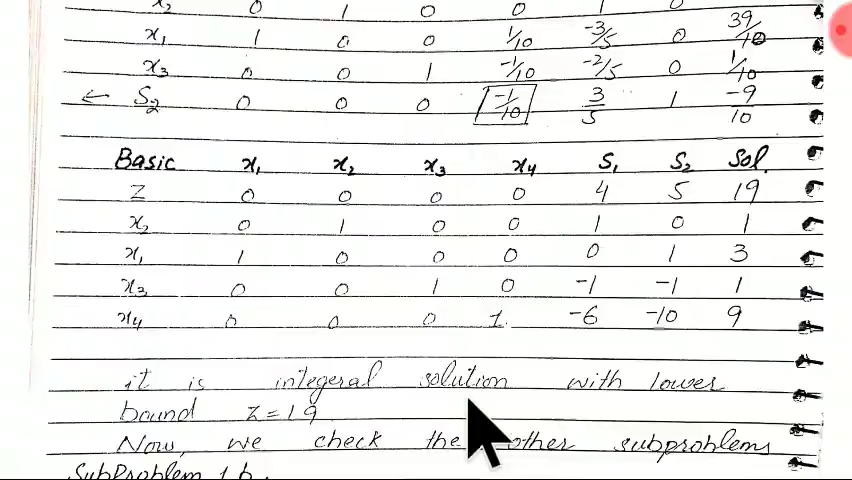 x₂ 0 1 0 0 1 0
x₁ 1 0 0 1/10 -3/5 0 39/10
x₃ 0 0 1 -1/10 -2/5 0 1/10
← S₂ 0 0 0 -1/10 3/5 1 -9/10
Basic x₁ x₂ x₃ x₄ S₁ S₂ Sol.
Z 0 0 0 0 4 5 19
x₂ 0 1 0 0 1 0 1
x₁ 1 0 0 0 0 1 3
x₃ 0 0 1 0 -1 -1 1
x₄ 0 0 0 1. -6 -10 9
it is integeral solution with lower
bound Z=19
Now, we check the other subproblems
SubProblem 1 b.